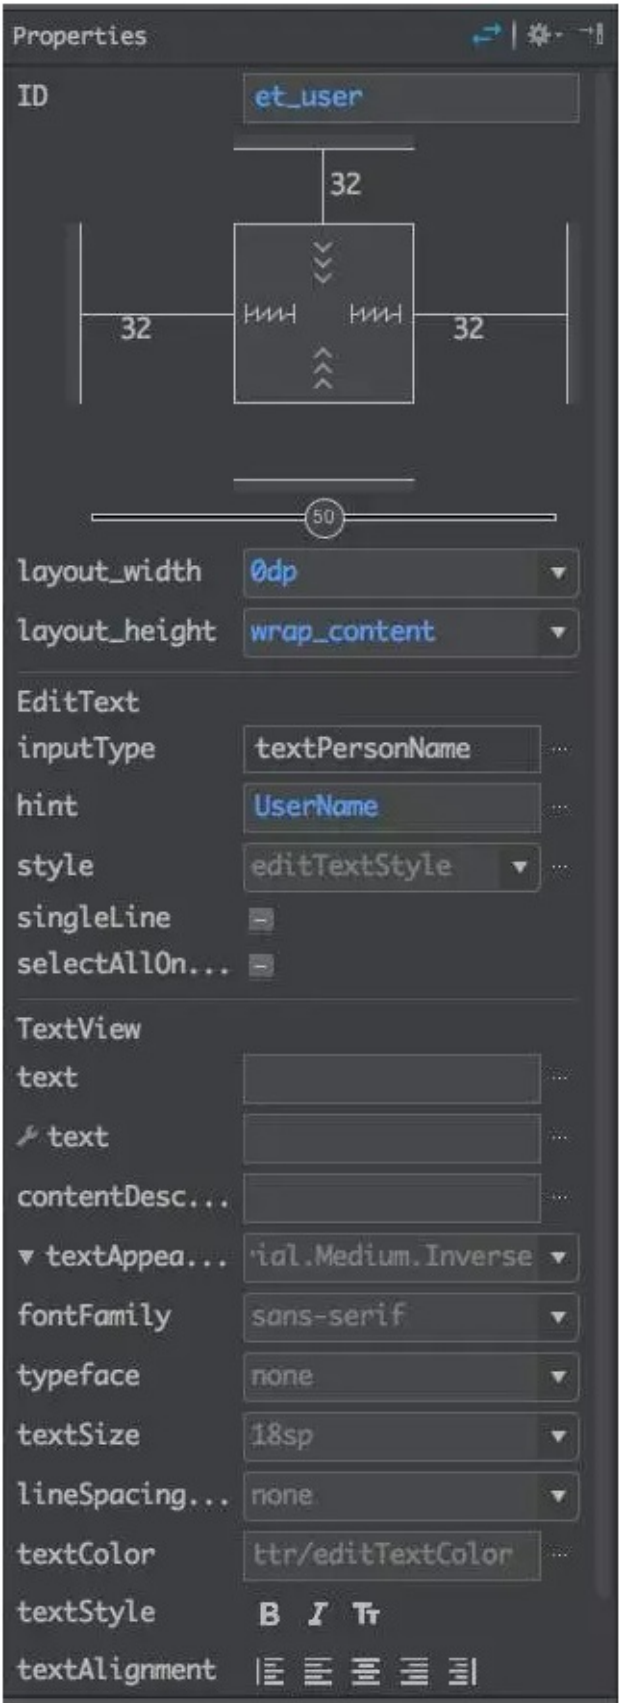 Properties
ID et_user
32
32 32
50
layout_width 0dp
layout_height wrap_content
EditText
inputType textPersonName ...
hint UserName ...
style editTextStyle ...
singleLine
selectAllOn...
TextView
text ...
text ...
contentDesc... ...
textAppea... ial.Medium.Inverse
fontFamily sans-serif
typeface none
textSize 18sp
lineSpacing... none
textColor ttr/editTextColor ...
textStyle B I Tт
textAlignment